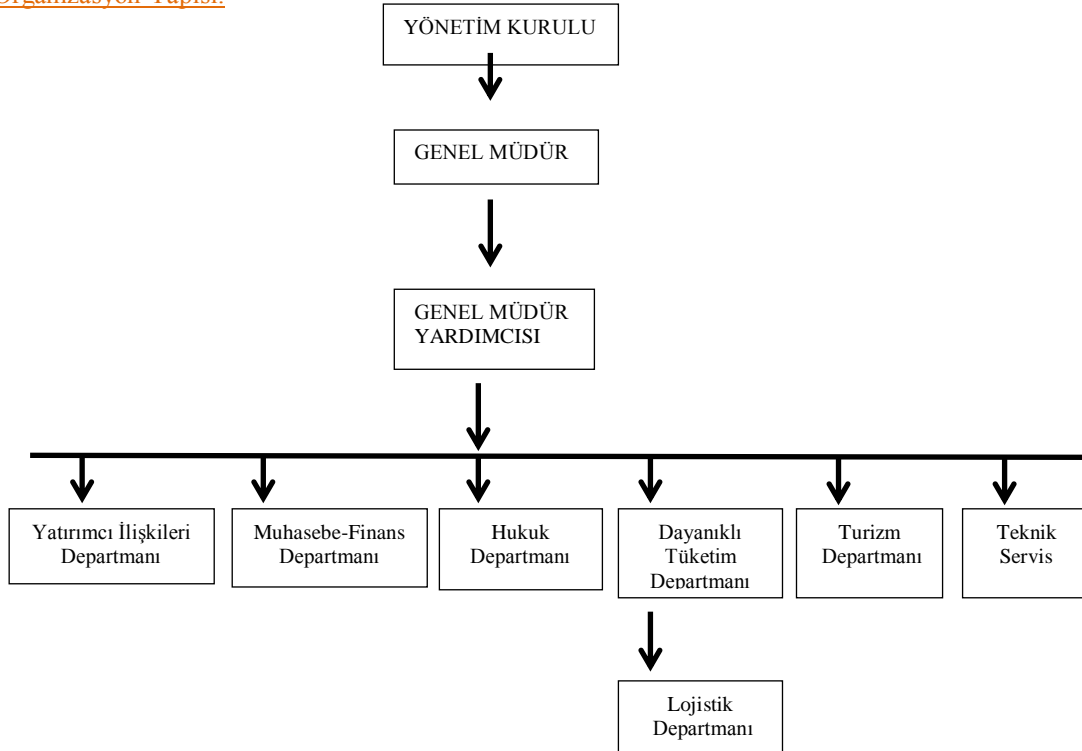 Organizasyon Yapısı:
YÖNETİM KURULU
GENEL MÜDÜR
GENEL MÜDÜR
YARDIMCISI
Yatırımcı İlişkileri
Departmanı
Muhasebe-Finans
Departmanı
Hukuk
Departmanı
Dayanıklı
Tüketim
Departmanı
Turizm
Departmanı
Teknik
Servis
Lojistik
Departmanı